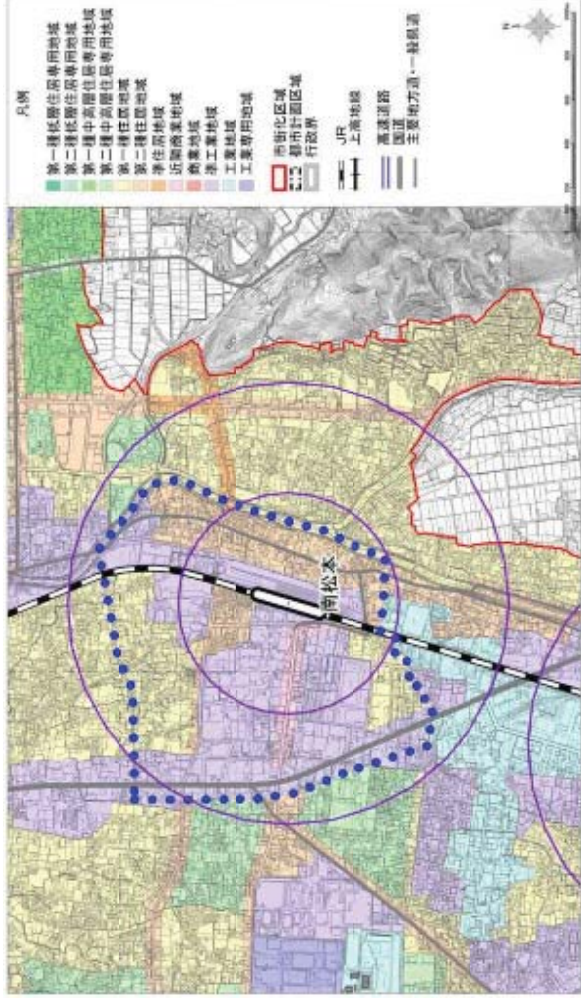 凡例
第一種低層住居専用地域
第二種低層住居専用地域
第一種中高層住居専用地域
第二種中高層住居専用地域
第一種住居地域
第二種住居地域
準住居地域
近隣商業地域
商業地域
準工業地域
工業地域
工業専用地域
市街化区域
都市計画区域
行政界
JR
上高地線
高速道路
国道
主要地方道・一般県道
南松本
N